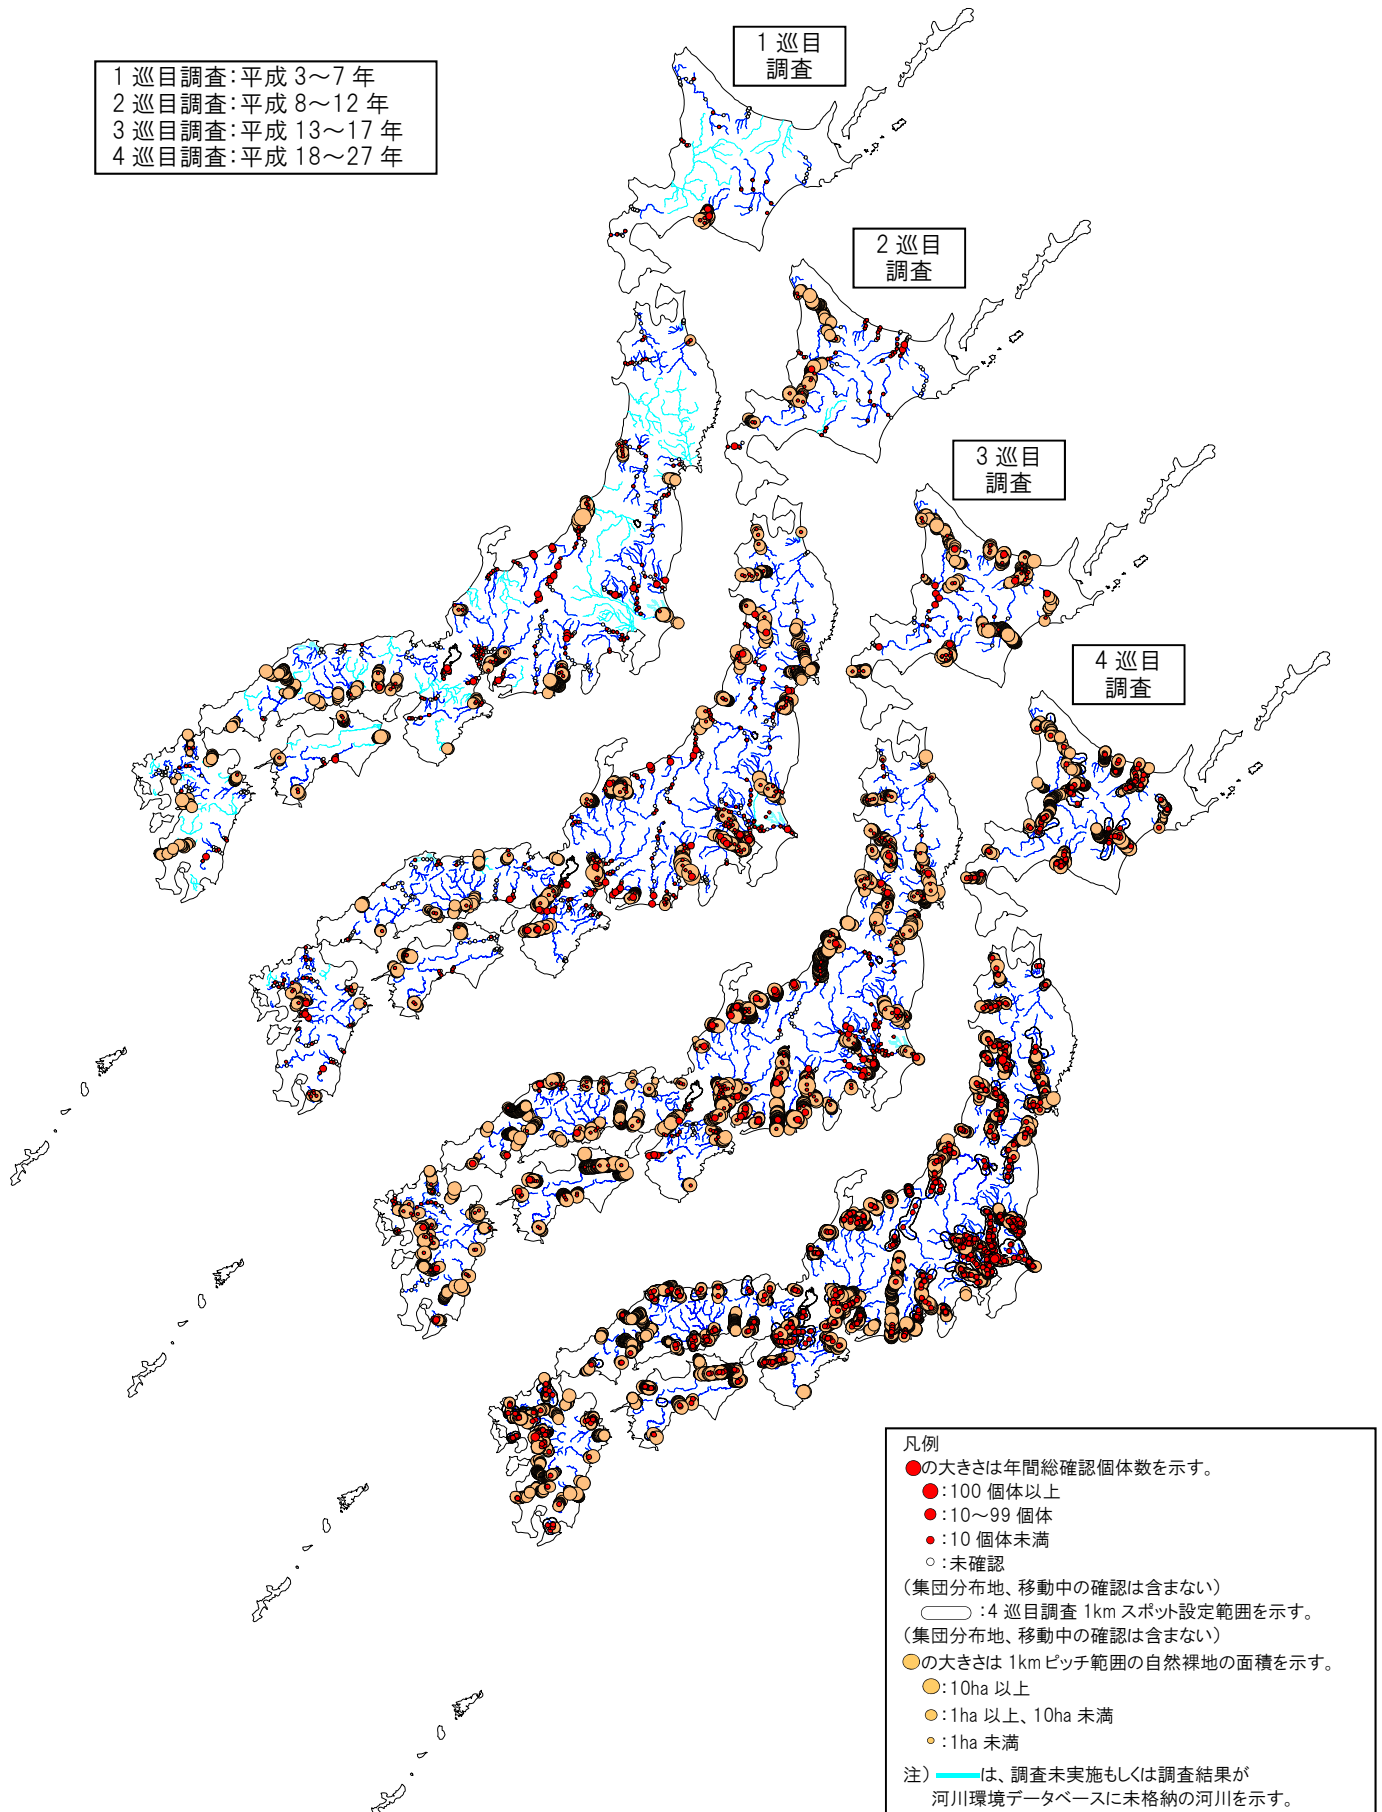 1 巡目調査:平成 3～7 年
2 巡目調査:平成 8～12 年
3 巡目調査:平成 13～17 年
4 巡目調査:平成 18～27 年
1 巡目
調査
2 巡目
調査
3 巡目
調査
4 巡目
調査
凡例
●の大きさは年間総確認個体数を示す。
●:100 個体以上
●:10～99 個体
●:10 個体未満
○:未確認
(集団分布地、移動中の確認は含まない)
:4 巡目調査 1km スポット設定範囲を示す。
(集団分布地、移動中の確認は含まない)
●の大きさは 1km ピッチ範囲の自然裸地の面積を示す。
●:10ha 以上
●:1ha 以上、10ha 未満
●:1ha 未満
注) は、調査未実施もしくは調査結果が
河川環境データベースに未格納の河川を示す。